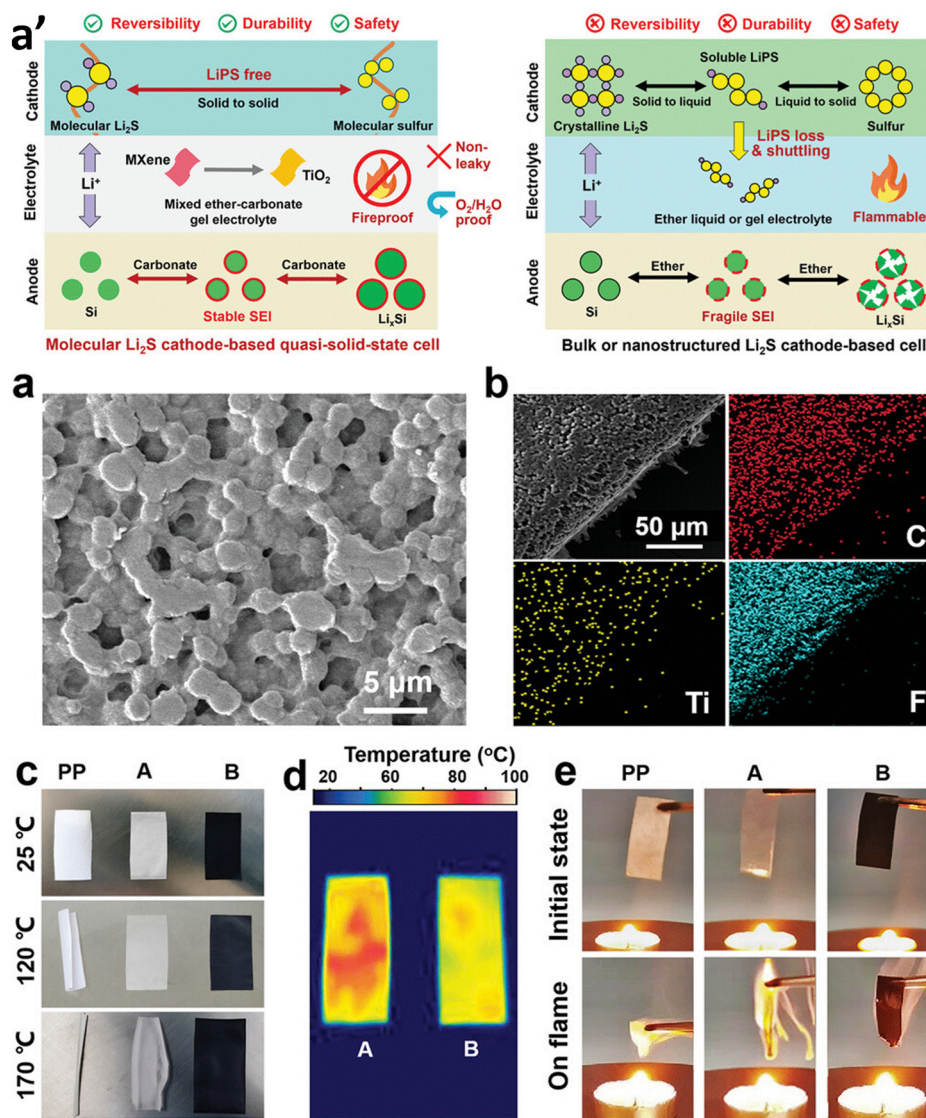 a'
Reversibility Durability Safety
Cathode
LiPS free
Solid to solid
Molecular Li₂S
Molecular sulfur
Electrolyte
Li⁺
MXene
TiO₂
Mixed ether-carbonate
gel electrolyte
Fireproof
Non-
leaky
O₂/H₂O
proof
Anode
Carbonate
Carbonate
Si
Stable SEI
LiₓSi
Molecular Li₂S cathode-based quasi-solid-state cell
Reversibility Durability Safety
Cathode
Soluble LiPS
Solid to liquid
Liquid to solid
Crystalline Li₂S
Sulfur
LiPS loss
& shuttling
Electrolyte
Li⁺
Ether liquid or gel electrolyte
Flammable
Anode
Ether
Ether
Si
Fragile SEI
LiₓSi
Bulk or nanostructured Li₂S cathode-based cell
a
5 μm
b
50 μm
C
Ti
F
c
PP A B
25 ℃
120 ℃
170 ℃
d
Temperature (°C)
20 60 100
A B
e
PP A B
Initial state
On flame